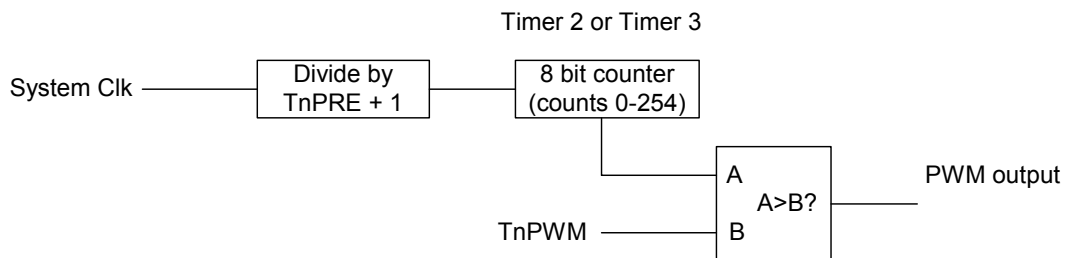 Timer 2 or Timer 3
System Clk
Divide by
TnPRE + 1
8 bit counter
(counts 0-254)
A
A>B?
B
PWM output
TnPWM